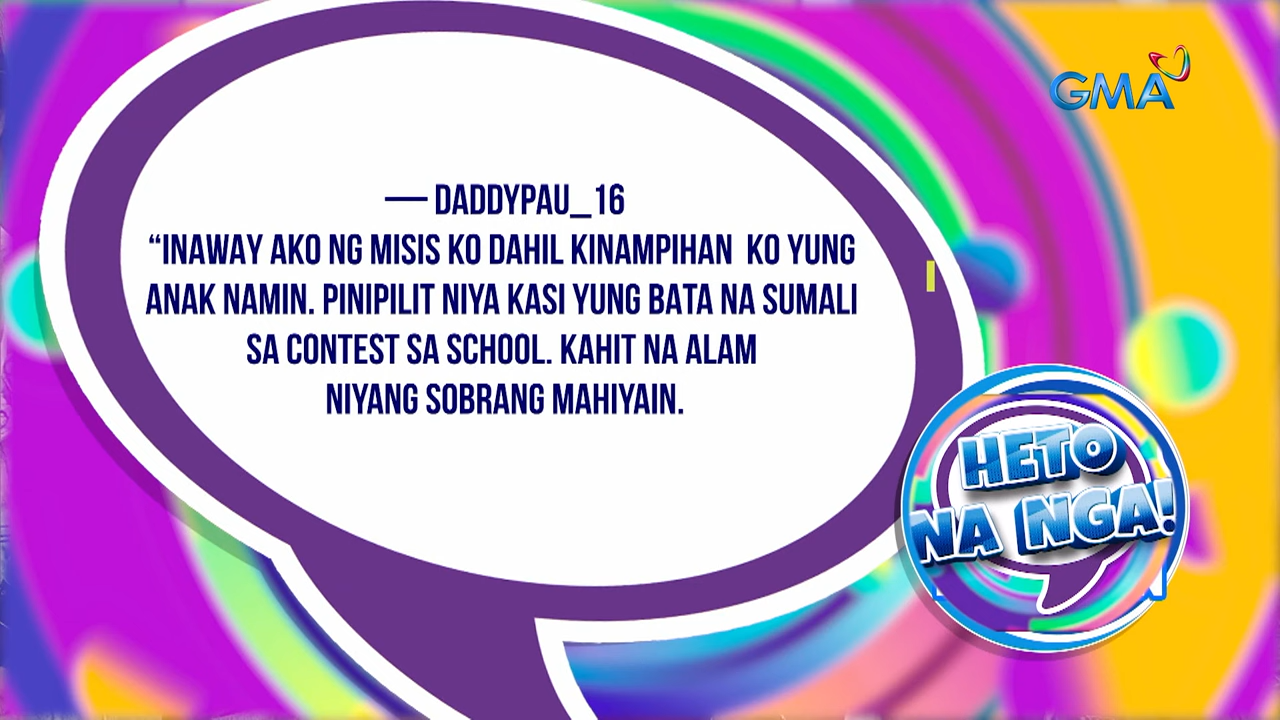 GMA
— DADDYPAU_16
“INAWAY AKO NG MISIS KO DAHIL KINAMPIHAN KO YUNG
ANAK NAMIN. PINIPILIT NIYA KASI YUNG BATA NA SUMALI
SA CONTEST SA SCHOOL. KAHIT NA ALAM
NIYANG SOBRANG MAHIYAIN.
HETO
NA NGA!